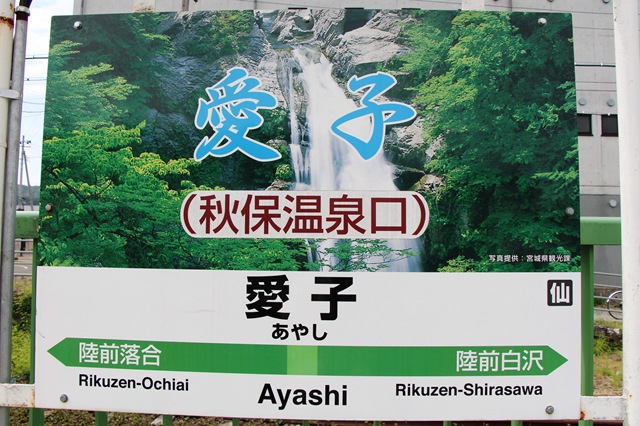 愛子
(秋保温泉口)
写真提供:宮城県観光課
愛子
仙
あやし
陸前落合
陸前白沢
Rikuzen-Ochiai
Ayashi
Rikuzen-Shirasawa